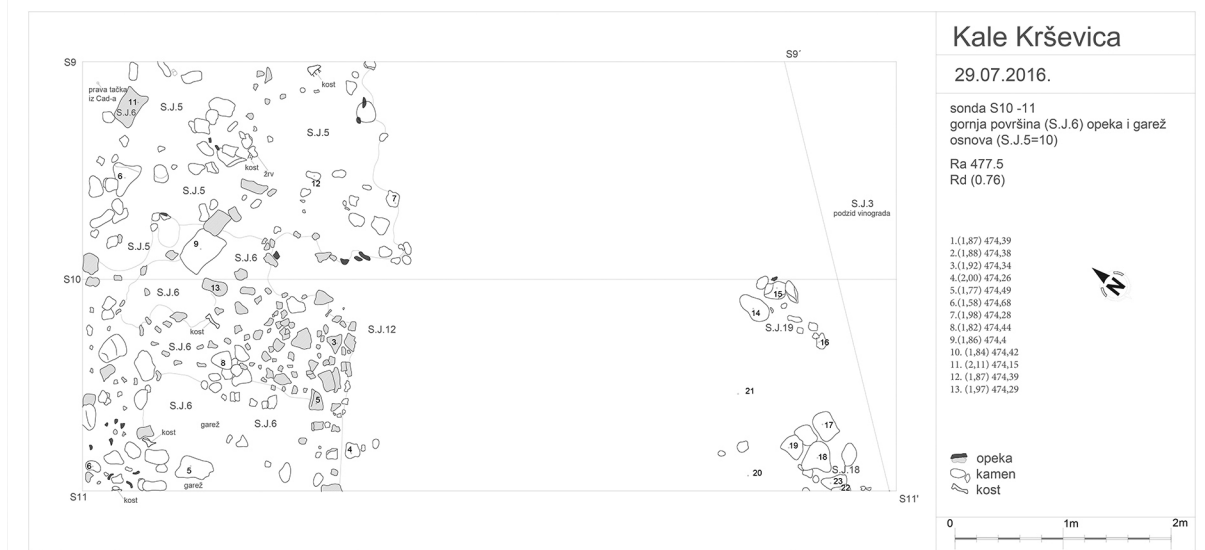 S9
S9´
prava tačka
iz Cad-a
11
S.J.6
S.J.5
kost
S.J.5
kost
žrv
6
12
S.J.5
7
S.J.3
podzid vinograda
9
S.J.5
S.J.6
S10
S.J.6
13
15
14
kost
S.J.12
S.J.19
3
16
S.J.6
8
21
5
S.J.6
garež
S.J.6
17
kost
4
19
18
6
5
20
S.J.18
garež
23
22
S11
kost
S11'
Kale Krševica
29.07.2016.
sonda S10 -11
gornja površina (S.J.6) opeka i garež
osnova (S.J.5=10)
Ra 477.5
Rd (0.76)
1.(1,87) 474,39
2.(1,88) 474,38
3.(1,92) 474,34
4.(2,00) 474,26
5.(1,77) 474,49
6.(1,58) 474,68
7.(1,98) 474,28
8.(1,82) 474,44
9.(1,86) 474,4
10. (1,84) 474,42
11. (2,11) 474,15
12. (1,87) 474,39
13. (1,97) 474,29
N
opeka
kamen
kost
0 1m 2m